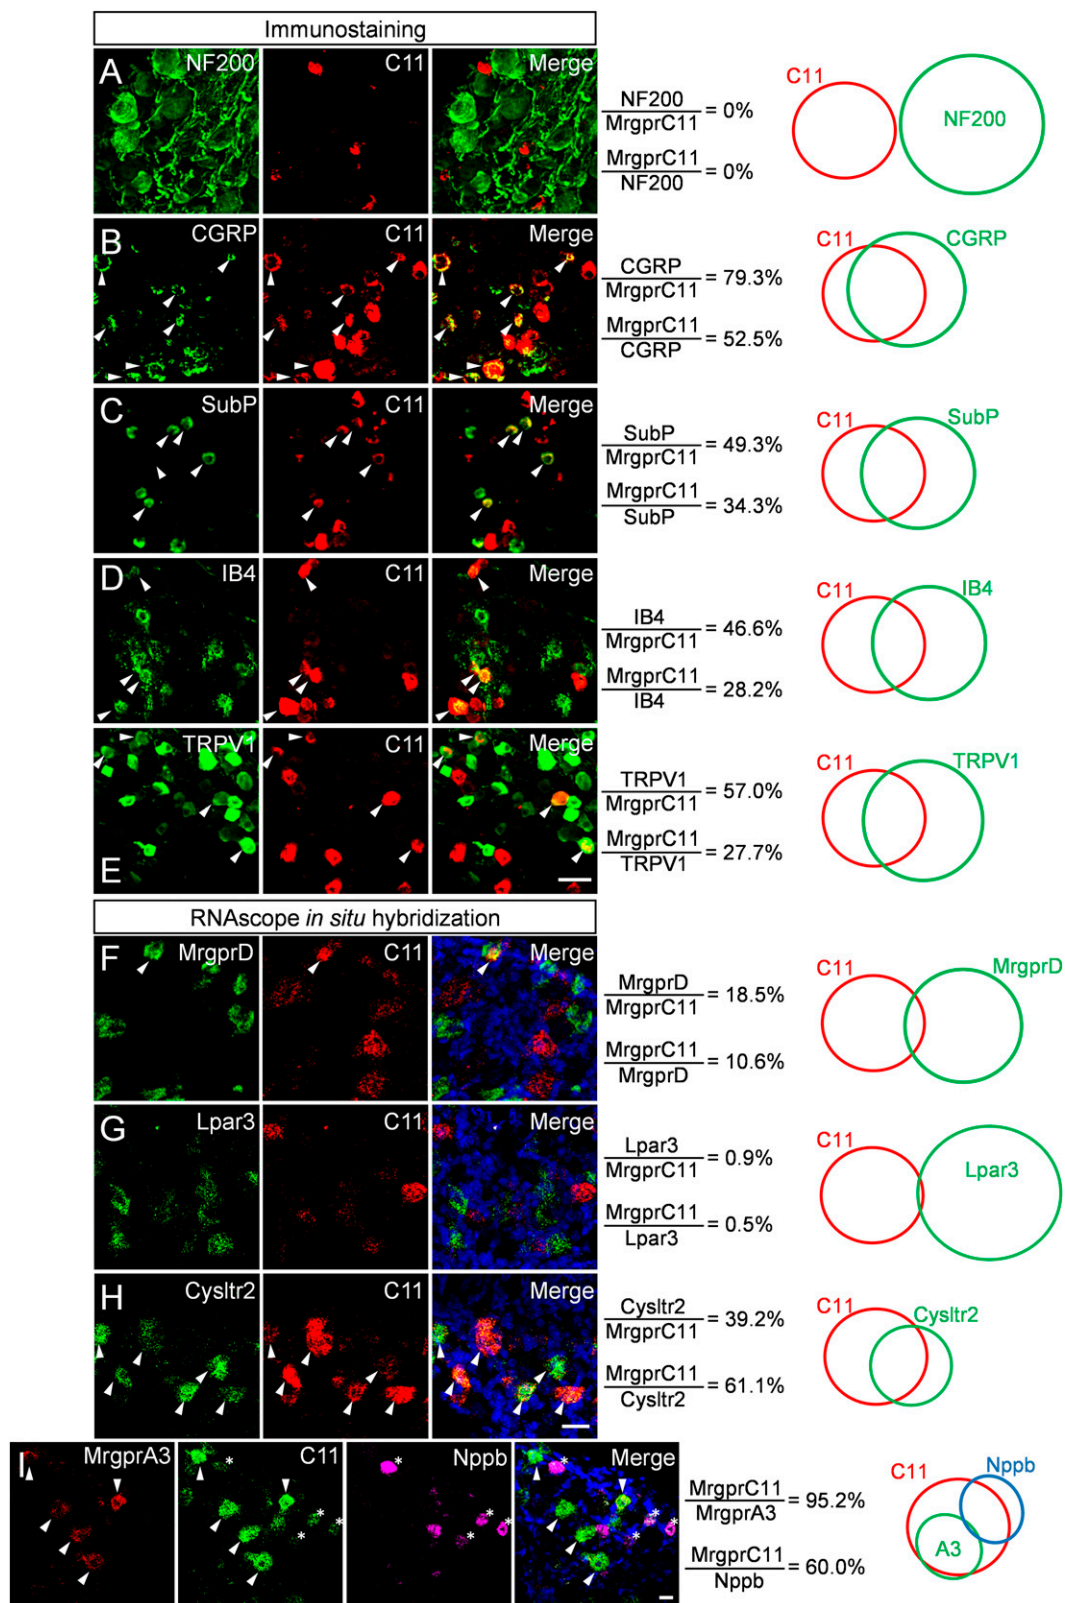 Immunostaining
A NF200 C11 Merge
NF200
MrgprC11
= 0%
MrgprC11
NF200
= 0%
C11
NF200
B CGRP C11 Merge
CGRP
MrgprC11
= 79.3%
MrgprC11
CGRP
= 52.5%
C11
CGRP
C SubP C11 Merge
SubP
MrgprC11
= 49.3%
MrgprC11
SubP
= 34.3%
C11
SubP
D IB4 C11 Merge
IB4
MrgprC11
= 46.6%
MrgprC11
IB4
= 28.2%
C11
IB4
E TRPV1 C11 Merge
TRPV1
MrgprC11
= 57.0%
MrgprC11
TRPV1
= 27.7%
C11
TRPV1
RNAscope in situ hybridization
F MrgprD C11 Merge
MrgprD
MrgprC11
= 18.5%
MrgprC11
MrgprD
= 10.6%
C11
MrgprD
G Lpar3 C11 Merge
Lpar3
MrgprC11
= 0.9%
MrgprC11
Lpar3
= 0.5%
C11
Lpar3
H Cysltr2 C11 Merge
Cysltr2
MrgprC11
= 39.2%
MrgprC11
Cysltr2
= 61.1%
C11
Cysltr2
I MrgprA3 C11 Nppb Merge
MrgprC11
MrgprA3
= 95.2%
MrgprC11
Nppb
= 60.0%
C11
Nppb
A3